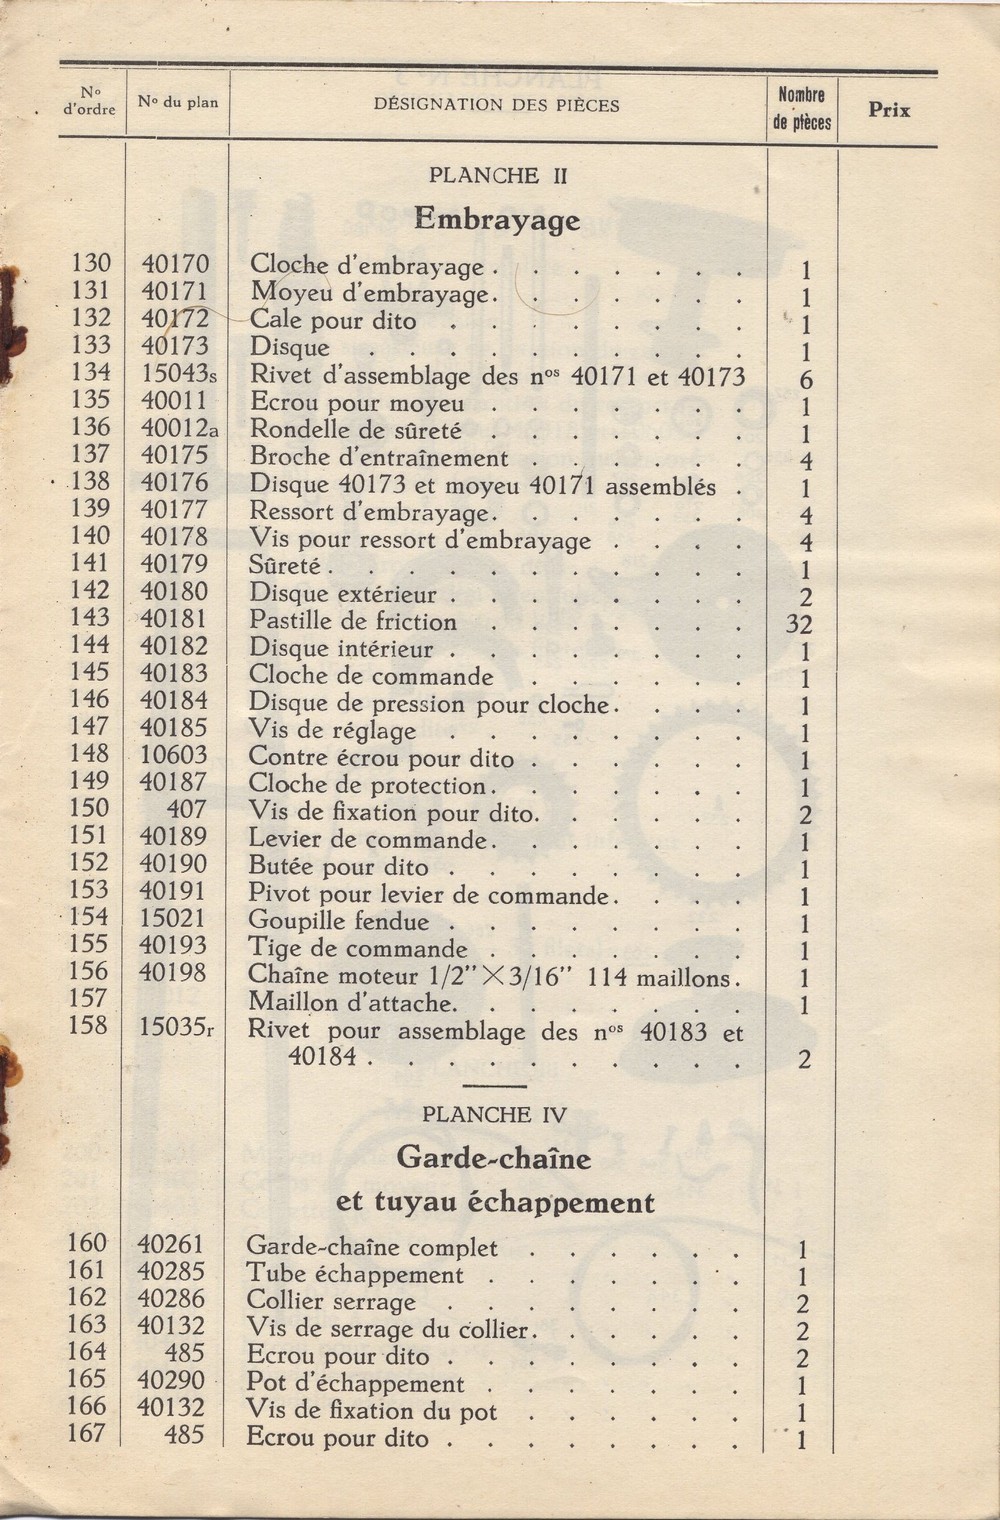 N° d'ordre N° du plan DÉSIGNATION DES PIÈCES Nombre de pièces Prix
PLANCHE II
Embrayage
130 40170 Cloche d'embrayage . . . . . . . 1
131 40171 Moyeu d'embrayage . . . . . . . 1
132 40172 Cale pour dito . . . . . . . . 1
133 40173 Disque . . . . . . . . . . 1
134 15043s Rivet d'assemblage des nos 40171 et 40173 6
135 40011 Ecrou pour moyeu . . . . . . . 1
136 40012a Rondelle de sûreté . . . . . . . 1
137 40175 Broche d'entraînement . . . . . . 4
138 40176 Disque 40173 et moyeu 40171 assemblés . 1
139 40177 Ressort d'embrayage . . . . . . . 4
140 40178 Vis pour ressort d'embrayage . . . . 4
141 40179 Sûreté . . . . . . . . . . . 1
142 40180 Disque extérieur . . . . . . . . 2
143 40181 Pastille de friction . . . . . . . 32
144 40182 Disque intérieur . . . . . . . . 1
145 40183 Cloche de commande . . . . . . 1
146 40184 Disque de pression pour cloche . . . . 1
147 40185 Vis de réglage . . . . . . . . 1
148 10603 Contre écrou pour dito . . . . . . 1
149 40187 Cloche de protection . . . . . . . 1
150 407 Vis de fixation pour dito . . . . . . 2
151 40189 Levier de commande . . . . . . . 1
152 40190 Butée pour dito . . . . . . . . 1
153 40191 Pivot pour levier de commande . . . . 1
154 15021 Goupille fendue . . . . . . . . 1
155 40193 Tige de commande . . . . . . . 1
156 40198 Chaîne moteur 1/2" × 3/16" 114 maillons . 1
157 Maillon d'attache . . . . . . . . 1
158 15035r Rivet pour assemblage des nos 40183 et
40184 . . . . . . . . . . 2
PLANCHE IV
Garde-chaîne
et tuyau échappement
160 40261 Garde-chaîne complet . . . . . . 1
161 40285 Tube échappement . . . . . . . 1
162 40286 Collier serrage . . . . . . . . 2
163 40132 Vis de serrage du collier . . . . . . 2
164 485 Ecrou pour dito . . . . . . . . 2
165 40290 Pot d'échappement . . . . . . . 1
166 40132 Vis de fixation du pot . . . . . . 1
167 485 Ecrou pour dito . . . . . . . . 1